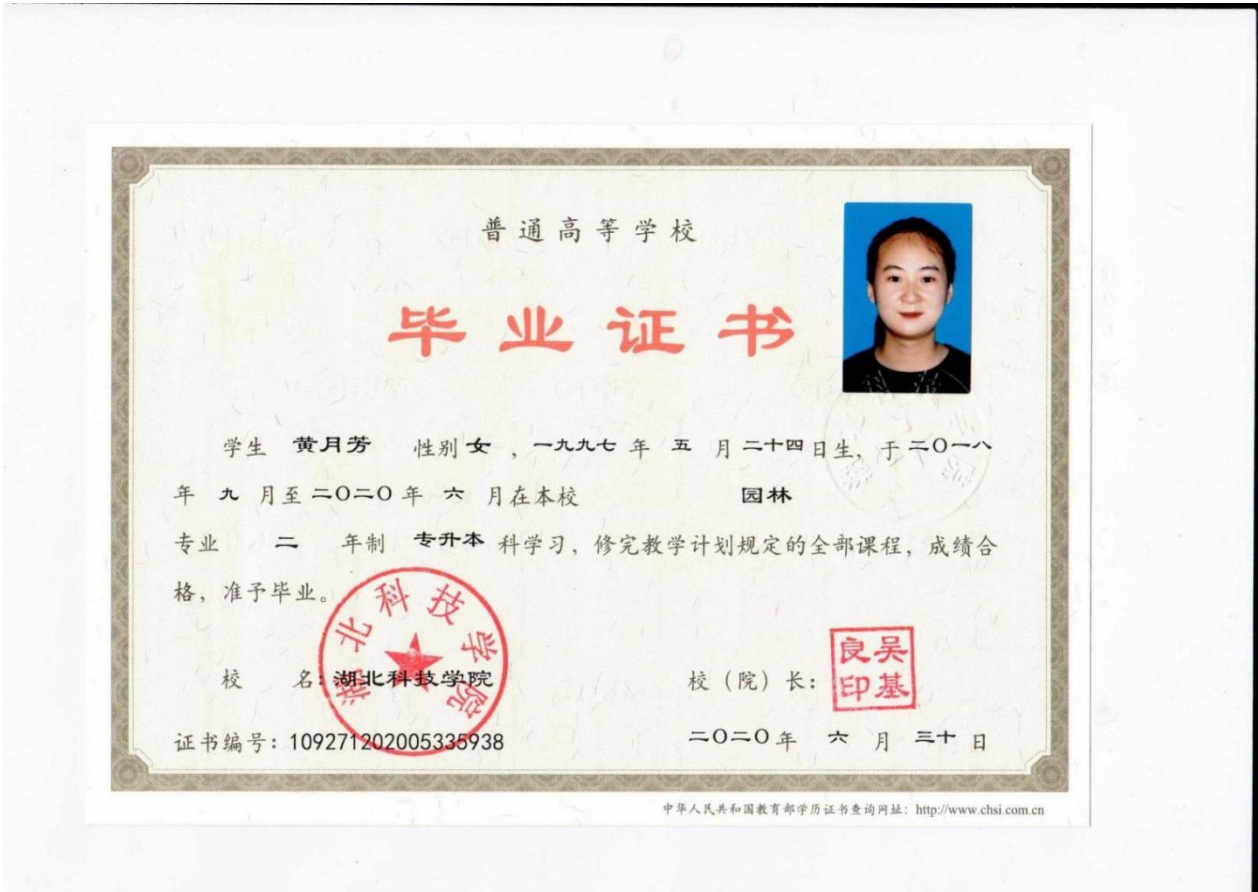 普通高等学校
毕业证书
学生 黄月芳 性别 女 ，一九九七 年 五 月 二十四 日生，于 二〇一八
年 九 月至 二〇二〇 年 六 月在本校 园林
专业 二 年制 专升本 科学习，修完教学计划规定的全部课程，成绩合
格，准予毕业。
湖北科技学院
校 名：湖北科技学院
校（院）长：
吴基良印
证书编号：109271202005335938
二〇二〇 年 六 月 三十 日
中华人民共和国教育部学历证书查询网址：http://www.chsi.com.cn